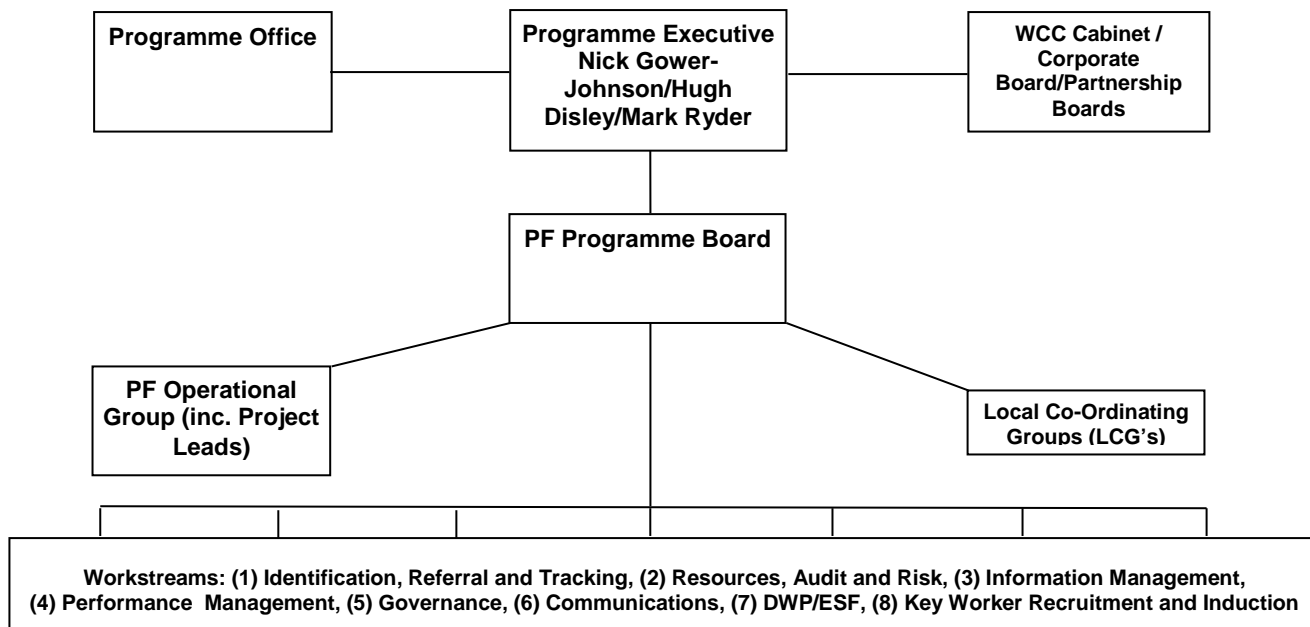 Programme Office
Programme Executive
Nick Gower-
Johnson/Hugh
Disley/Mark Ryder
WCC Cabinet /
Corporate
Board/Partnership
Boards
PF Programme Board
PF Operational
Group (inc. Project
Leads)
Local Co-Ordinating
Groups (LCG's)
Workstreams: (1) Identification, Referral and Tracking, (2) Resources, Audit and Risk, (3) Information Management,
(4) Performance Management, (5) Governance, (6) Communications, (7) DWP/ESF, (8) Key Worker Recruitment and Induction